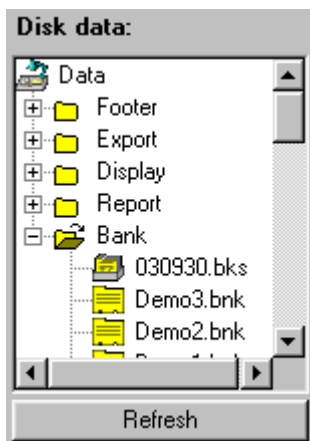 Disk data:
Data
Footer
Export
Display
Report
Bank
030930.bks
Demo3.bnk
Demo2.bnk
Refresh